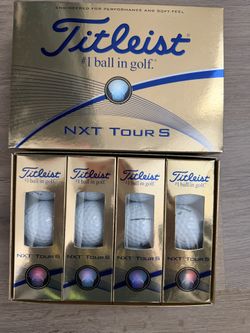 ENGINEERED FOR PERFORMANCE AND SOFT FEEL
Titleist
#1 ball in golf.
NXT TOUR S
Titleist Titleist Titleist Titleist
#1 ball in golf. #1 ball in golf. #1 ball in golf. #1 ball in golf.
NXT TOUR S NXT TOUR S NXT TOUR S NXT TOUR S